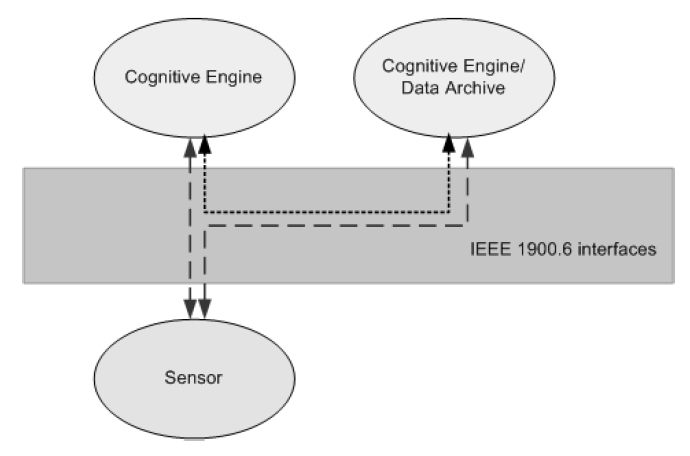 Cognitive Engine
Cognitive Engine/
Data Archive
IEEE 1900.6 interfaces
Sensor